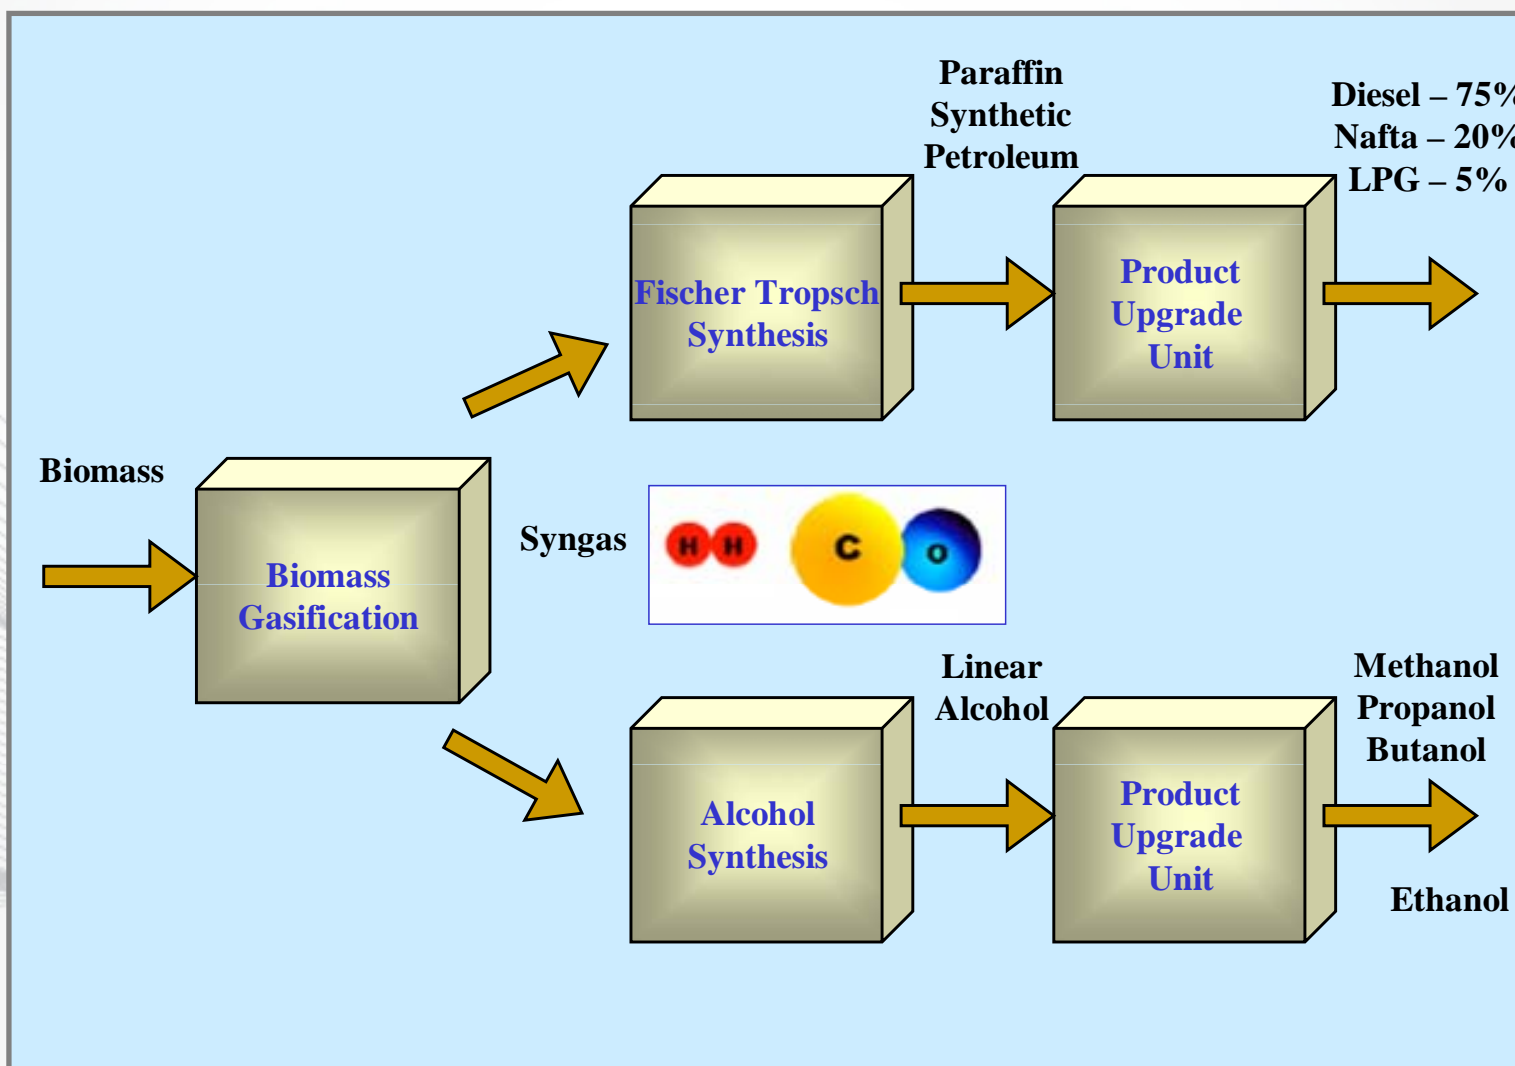 Paraffin
Synthetic
Petroleum
Diesel – 75%
Nafta – 20%
LPG – 5%
Fischer Tropsch
Synthesis
Product
Upgrade
Unit
Biomass
Biomass
Gasification
Syngas
H H C O
Linear
Alcohol
Methanol
Propanol
Butanol
Alcohol
Synthesis
Product
Upgrade
Unit
Ethanol